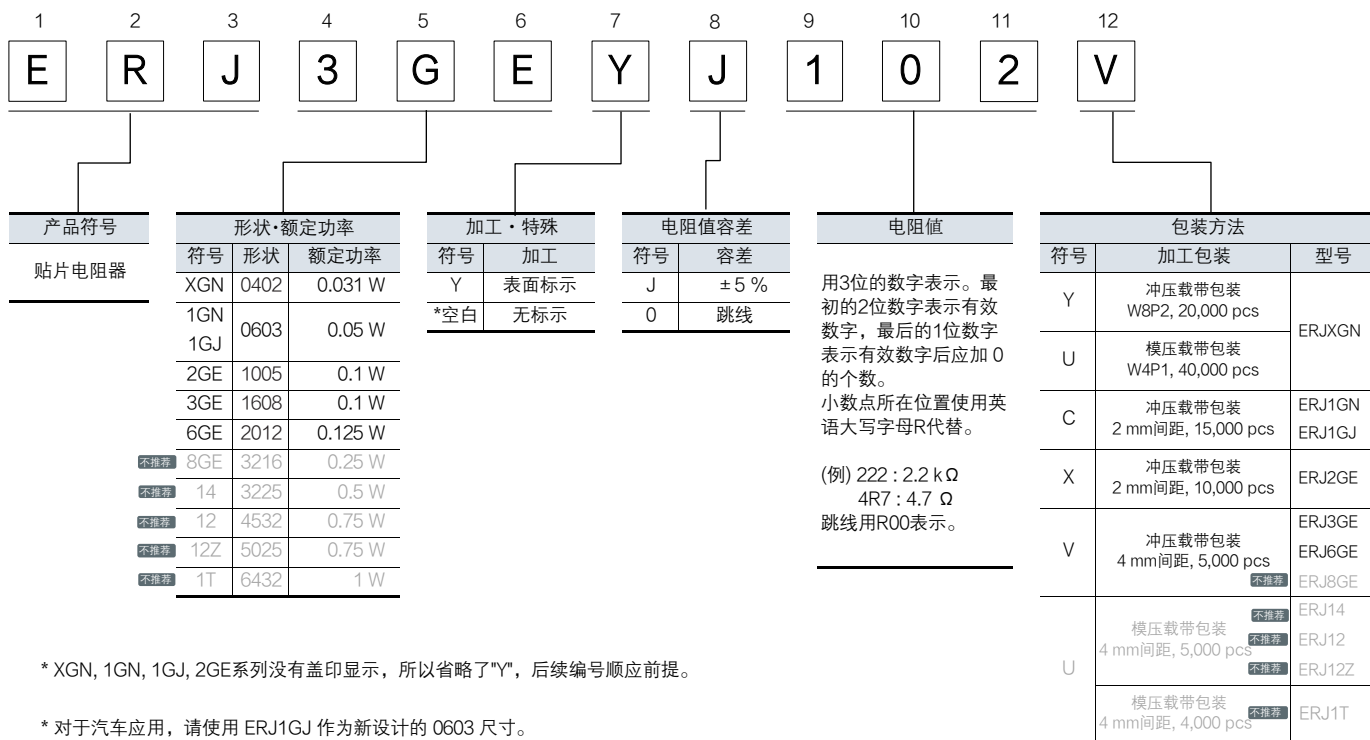 1 2 3 4 5 6 7 8 9 10 11 12
E R J 3 G E Y J 1 0 2 V
产品符号
贴片电阻器
形状·额定功率
符号 形状 额定功率
XGN 0402 0.031 W
1GN 0603 0.05 W
1GJ
2GE 1005 0.1 W
3GE 1608 0.1 W
6GE 2012 0.125 W
不推荐 8GE 3216 0.25 W
不推荐 14 3225 0.5 W
不推荐 12 4532 0.75 W
不推荐 12Z 5025 0.75 W
不推荐 1T 6432 1 W
加工・特殊
符号 加工
Y 表面标示
*空白 无标示
电阻值容差
符号 容差
J ±5 %
0 跳线
电阻值
用3位的数字表示。最
初的2位数字表示有效
数字，最后的1位数字
表示有效数字后应加 0
的个数。
小数点所在位置使用英
语大写字母R代替。
(例) 222 : 2.2 kΩ
4R7 : 4.7 Ω
跳线用R00表示。
包装方法
符号 加工包装 型号
Y 冲压载带包装
W8P2, 20,000 pcs
ERJXGN
U 模压载带包装
W4P1, 40,000 pcs
C 冲压载带包装
2 mm间距, 15,000 pcs
ERJ1GN
ERJ1GJ
X 冲压载带包装
2 mm间距, 10,000 pcs
ERJ2GE
V 冲压载带包装
4 mm间距, 5,000 pcs
ERJ3GE
ERJ6GE
不推荐 ERJ8GE
U 模压载带包装
4 mm间距, 5,000 pcs
不推荐 ERJ14
不推荐 ERJ12
不推荐 ERJ12Z
模压载带包装
4 mm间距, 4,000 pcs
不推荐 ERJ1T
* XGN, 1GN, 1GJ, 2GE系列没有盖印显示，所以省略了"Y"，后续编号顺应前提。
* 对于汽车应用，请使用 ERJ1GJ 作为新设计的 0603 尺寸。